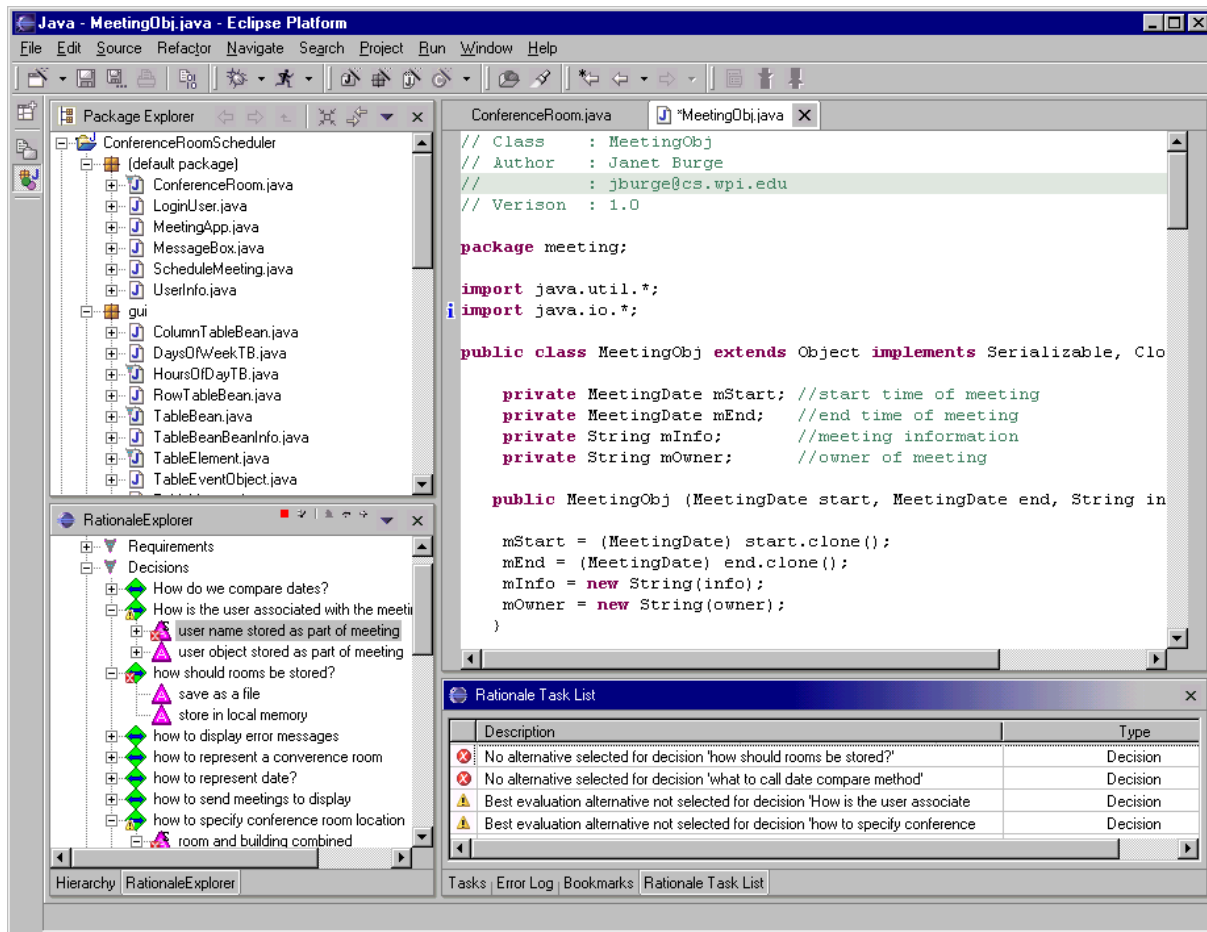 Java - MeetingObj.java - Eclipse Platform
File Edit Source Refactor Navigate Search Project Run Window Help
Package Explorer
ConferenceRoomScheduler
(default package)
ConferenceRoom.java
LoginUser.java
MeetingApp.java
MessageBox.java
ScheduleMeeting.java
UserInfo.java
gui
ColumnTableBean.java
DaysOfWeekTB.java
HoursOfDayTB.java
RowTableBean.java
TableBean.java
TableBeanBeanInfo.java
TableElement.java
TableEventObject.java
RationaleExplorer
Requirements
Decisions
How do we compare dates?
How is the user associated with the meeti
user name stored as part of meeting
user object stored as part of meeting
how should rooms be stored?
save as a file
store in local memory
how to display error messages
how to represent a converence room
how to represent date?
how to send meetings to display
how to specify conference room location
room and building combined
Hierarchy RationaleExplorer
ConferenceRoom.java *MeetingObj.java
// Class : MeetingObj
// Author : Janet Burge
// : jburge@cs.wpi.edu
// Verison : 1.0
package meeting;
import java.util.*;
import java.io.*;
public class MeetingObj extends Object implements Serializable, Clo
private MeetingDate mStart; //start time of meeting
private MeetingDate mEnd; //end time of meeting
private String mInfo; //meeting information
private String mOwner; //owner of meeting
public MeetingObj (MeetingDate start, MeetingDate end, String in
mStart = (MeetingDate) start.clone();
mEnd = (MeetingDate) end.clone();
mInfo = new String(info);
mOwner = new String(owner);
}
Rationale Task List
Description Type
No alternative selected for decision 'how should rooms be stored?' Decision
No alternative selected for decision 'what to call date compare method' Decision
Best evaluation alternative not selected for decision 'How is the user associate Decision
Best evaluation alternative not selected for decision 'how to specify conference Decision
Tasks Error Log Bookmarks Rationale Task List